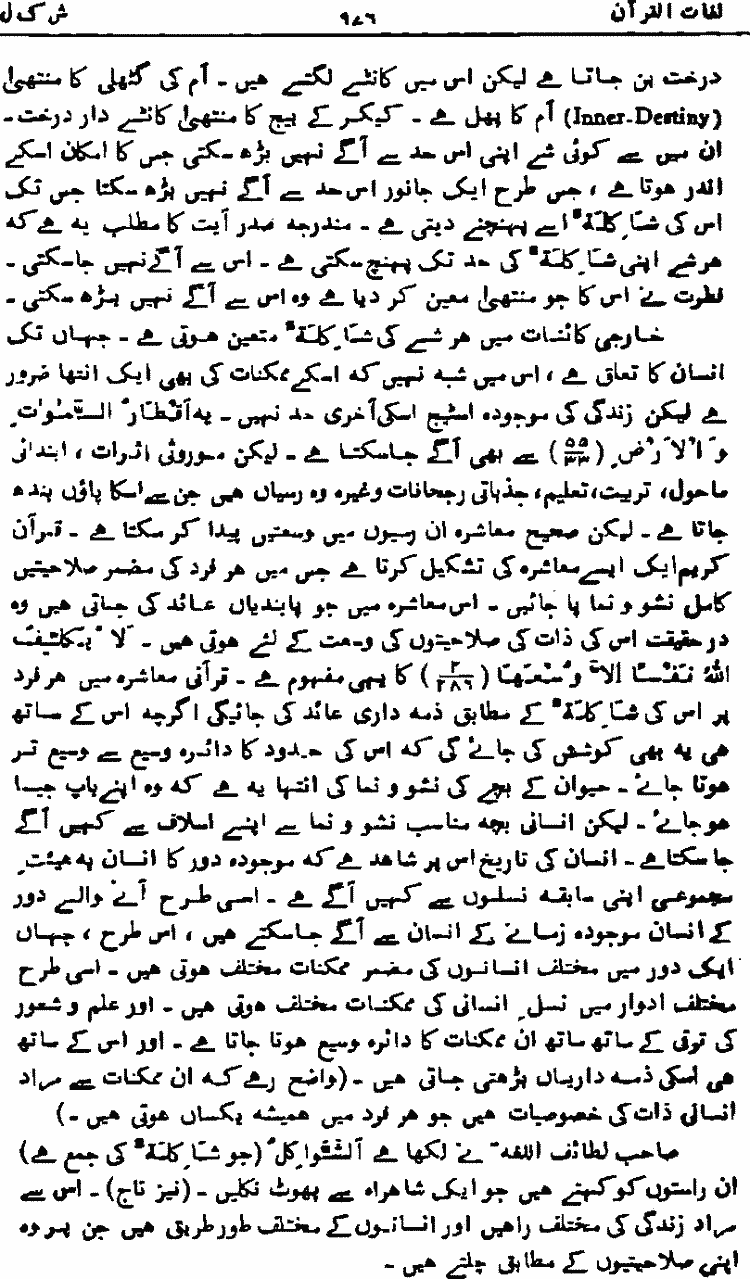 لغات القرآن ۹۷۶ ش ک ل
درخت بن جاتا ہے لیکن اس میں کانٹے لگتے ہیں ۔ آم کی گٹھلی کا منتھیٰ
(Inner-Destiny) آم کا پھل ہے ۔ کیکر کے بیج کا منتھیٰ کانٹے دار درخت۔
ان میں سے کوئی شے اپنی اس حد سے آگے نہیں بڑھ سکتی جس کا امکان اسکے
اندر ہوتا ہے ، جس طرح ایک جانور اس حد سے آگے نہیں بڑھ سکتا جس تک
اس کی شَاکِلَۃٌ اسے پہنچنے دیتی ہے ۔ مندرجہ صدر آیت کا مطلب یہ ہے کہ
ہر شے اپنی شَاکِلَۃٌ کی حد تک پہنچ سکتی ہے ۔ اس سے آگے نہیں جاسکتی ۔
فطرت نے اس کا جو منتھیٰ معین کر دیا ہے وہ اس سے آگے نہیں بڑھ سکتی ۔
خارجی کائنات میں ہر شے کی شَاکِلَۃٌ متعین ہوتی ہے ۔ جہاں تک
انسان کا تعلق ہے ، اس میں شبہ نہیں کہ اسکے ممکنات کی بھی ایک انتہا ضرور
ہے لیکن زندگی کی موجودہ اسٹیج اسکی آخری حد نہیں ۔ یہ اَقْطَارِ السَّمٰوٰتِ
وَ الْاَرْضِ (۵۵/۳۳) سے بھی آگے جاسکتا ہے ۔ لیکن موروثی اثرات ، ابتدائی
ماحول، تربیت، تعلیم، جذباتی رجحانات وغیرہ وہ رسیاں ہیں جن سے اسکا پاؤں بندھ
جاتا ہے ۔ لیکن صحیح معاشرہ ان رسیوں میں وسعتیں پیدا کر سکتا ہے ۔ قرآن
کریم ایک ایسے معاشرہ کی تشکیل کرتا ہے جس میں ہر فرد کی مضمر صلاحیتیں
کامل نشو و نما پا جائیں ۔ اس معاشرہ میں جو پابندیاں عائد کی جاتی ہیں وہ
در حقیقت اس کی ذات کی صلاحیتوں کی وسعت کے لئے ہوتی ہیں ۔ لَا یُکَلِّفُ
اللّٰہُ نَفْسًا اِلَّا وُسْعَہَا (۲/۲۸۶) کا یہی مفہوم ہے ۔ قرآنی معاشرہ میں ہر فرد
پر اس کی شَاکِلَۃٌ کے مطابق ذمہ داری عائد کی جائیگی اگرچہ اس کے ساتھ
ہی یہ بھی کوشش کی جائے گی کہ اس کی حدود کا دائرہ وسیع سے وسیع تر
ہوتا جائے ۔ حیوان کے بچے کی نشو و نما کی انتہا یہ ہے کہ وہ اپنے باپ جیسا
ہو جائے ۔ لیکن انسانی بچہ مناسب نشو و نما سے اپنے اسلاف سے کہیں آگے
جا سکتا ہے ۔ انسان کی تاریخ اس پر شاہد ہے کہ موجودہ دور کا انسان بہ ہیئتِ
مجموعی اپنی سابقہ نسلوں سے کہیں آگے ہے ۔ اسی طرح آنے والے دور
کے انسان موجودہ زمانے کے انسان سے آگے جاسکتے ہیں ، اس طرح ، جہاں
ایک دور میں مختلف انسانوں کی مضمر ممکنات مختلف ہوتی ہیں ۔ اسی طرح
مختلف ادوار میں نسلِ انسانی کی ممکنات مختلف ہوتی ہیں ۔ اور علم و شعور
کی ترقی کے ساتھ ساتھ ان ممکنات کا دائرہ وسیع ہوتا جاتا ہے ۔ اور اس کے ساتھ
ہی اسکی ذمہ داریاں بڑھتی جاتی ہیں ۔ (واضح رہے کہ ان ممکنات سے مراد
انسانی ذات کی خصوصیات ہیں جو ہر فرد میں ہمیشہ یکساں ہوتی ہیں ۔)
صاحب لطائف اللغۃ نے لکھا ہے اَلشَّوَاکِلُ (جو شَاکِلَۃٌ کی جمع ہے)
ان راستوں کو کہتے ہیں جو ایک شاہراہ سے پھوٹ نکلیں ۔ (نیز تاج) ۔ اس سے
مراد زندگی کی مختلف راہیں اور انسانوں کے مختلف طور طریق ہیں جن پر وہ
اپنی صلاحیتوں کے مطابق چلتے ہیں ۔